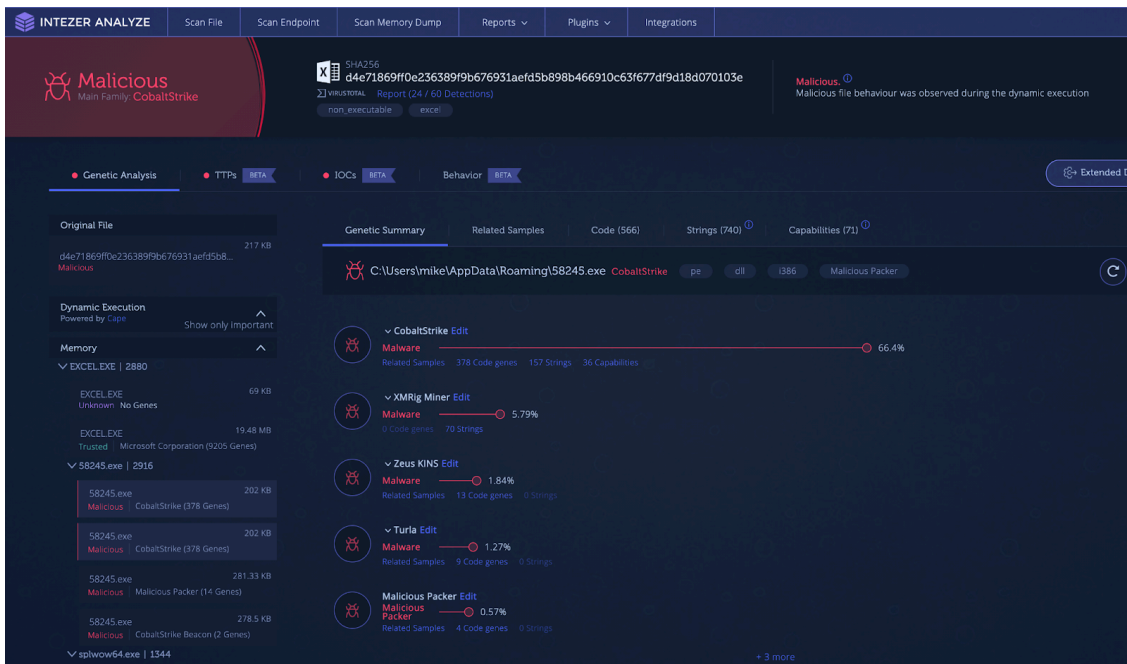 INTEZER ANALYZE
Scan File
Scan Endpoint
Scan Memory Dump
Reports
Plugins
Integrations
Malicious
Main Family: CobaltStrike
SHA256
d4e71869ff0e236389f9b676931aefd5b898b466910c63f677df9d18d070103e
VIRUSTOTAL Report (24 / 60 Detections)
non_executable excel
Malicious.
Malicious file behaviour was observed during the dynamic execution
Genetic Analysis
TTPs BETA
IOCs BETA
Behavior BETA
Extended D
Original File
217 KB
d4e71869ff0e236389f9b676931aefd5b8...
Malicious
Dynamic Execution
Powered by Cape
Show only important
Memory
EXCEL.EXE | 2880
EXCEL.EXE 69 KB
Unknown No Genes
EXCEL.EXE 19.48 MB
Trusted Microsoft Corporation (9205 Genes)
58245.exe | 2916
58245.exe 202 KB
Malicious CobaltStrike (378 Genes)
58245.exe 202 KB
Malicious CobaltStrike (378 Genes)
58245.exe 281.33 KB
Malicious Malicious Packer (14 Genes)
58245.exe 278.5 KB
Malicious CobaltStrike Beacon (2 Genes)
splwow64.exe | 1344
Genetic Summary
Related Samples
Code (566)
Strings (740)
Capabilities (71)
C:\Users\mike\AppData\Roaming\58245.exe CobaltStrike pe dll i386 Malicious Packer
CobaltStrike Edit
Malware 66.4%
Related Samples 378 Code genes 157 Strings 36 Capabilities
XMRig Miner Edit
Malware 5.79%
0 Code genes 70 Strings
Zeus KINS Edit
Malware 1.84%
Related Samples 13 Code genes 0 Strings
Turla Edit
Malware 1.27%
Related Samples 9 Code genes 0 Strings
Malicious Packer Edit
Malicious Packer 0.57%
Related Samples 4 Code genes 0 Strings
+ 3 more